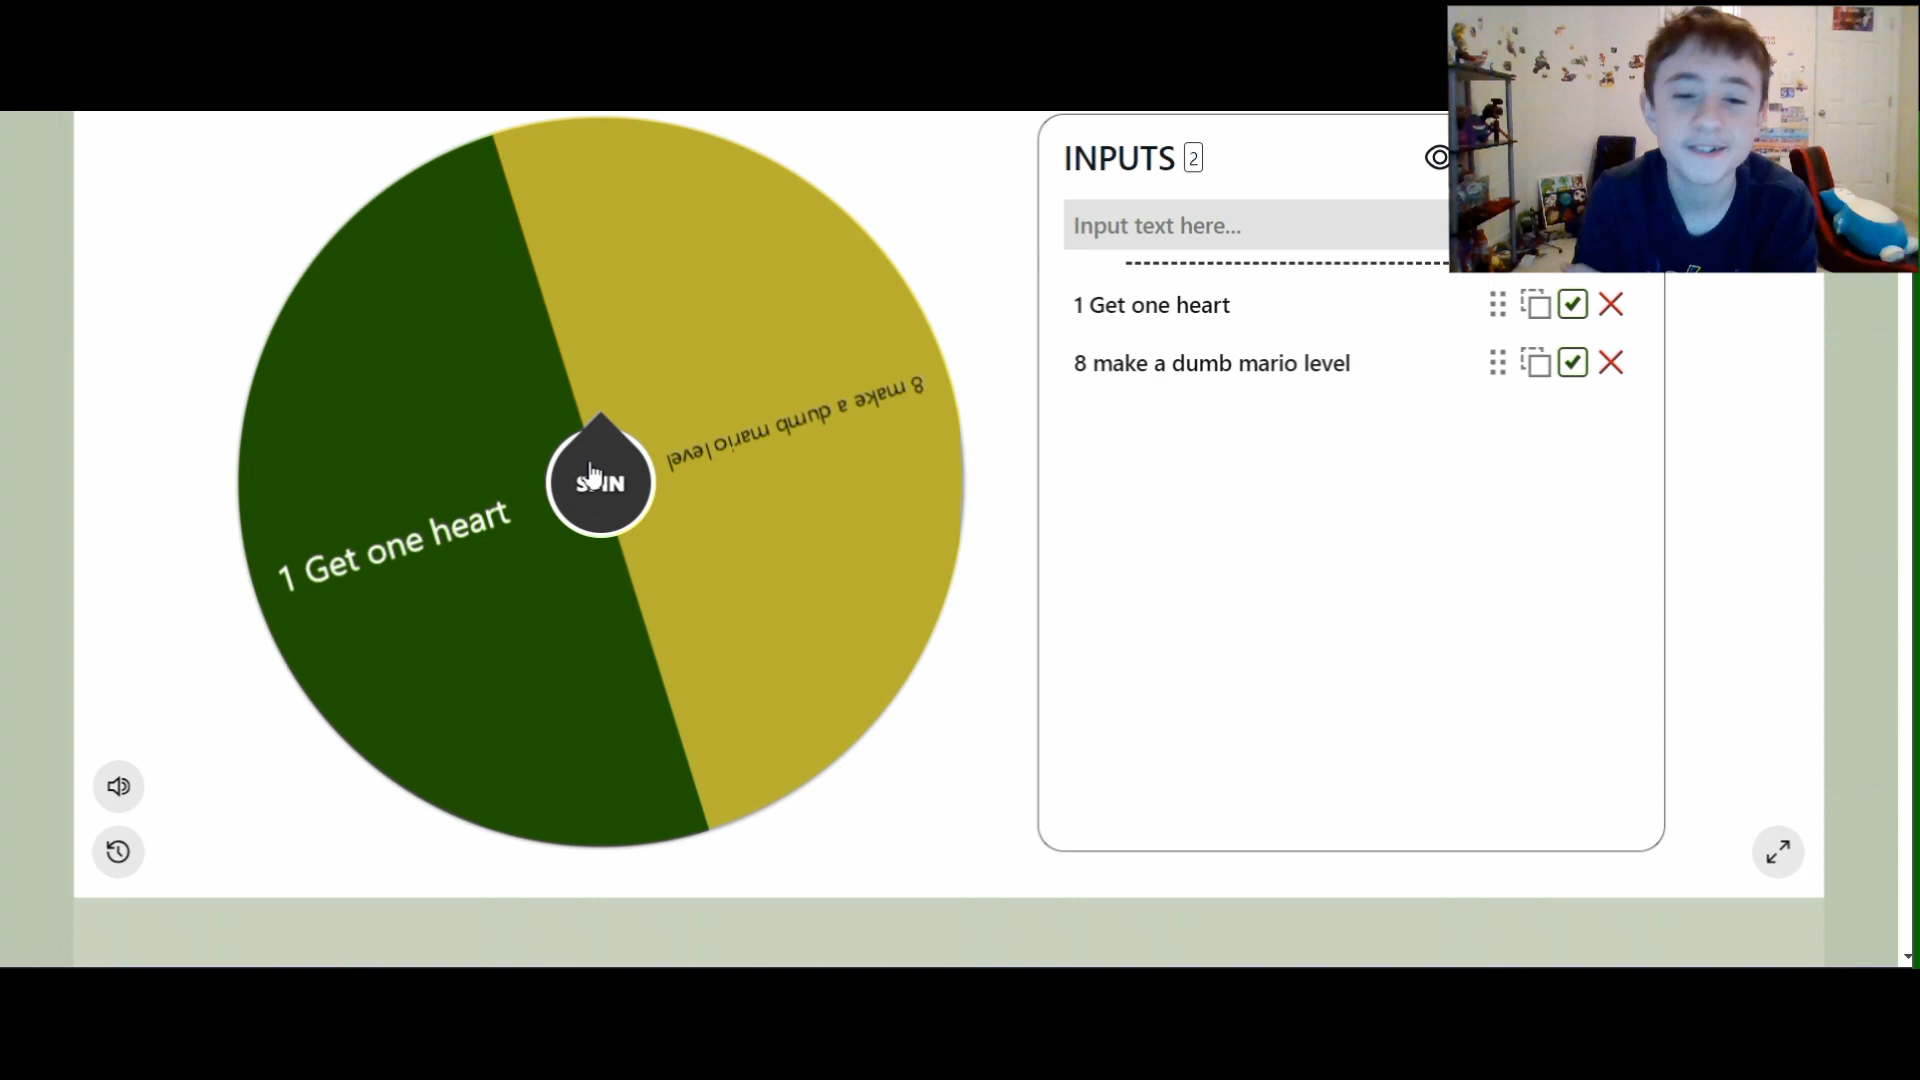 INPUTS 2
Input text here...
1 Get one heart
8 make a dumb mario level
1 Get one heart
8 make a dumb mario level
SPIN